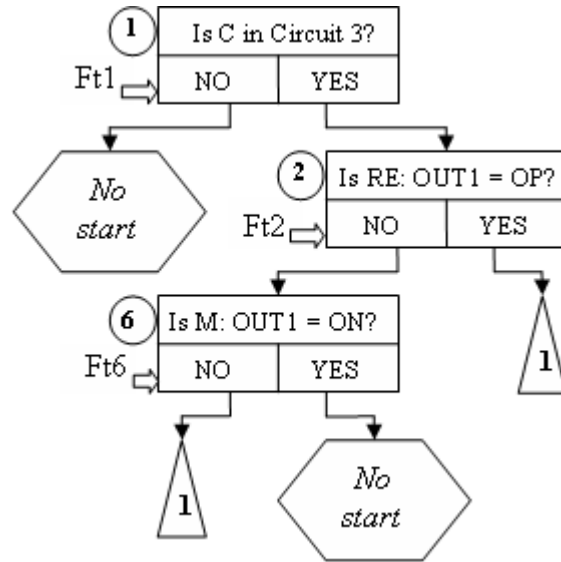 1
Is C in Circuit 3?
Ft1
NO
YES
No
start
2
Is RE: OUT1 = OP?
Ft2
NO
YES
1
6
Is M: OUT1 = ON?
Ft6
NO
YES
1
No
start